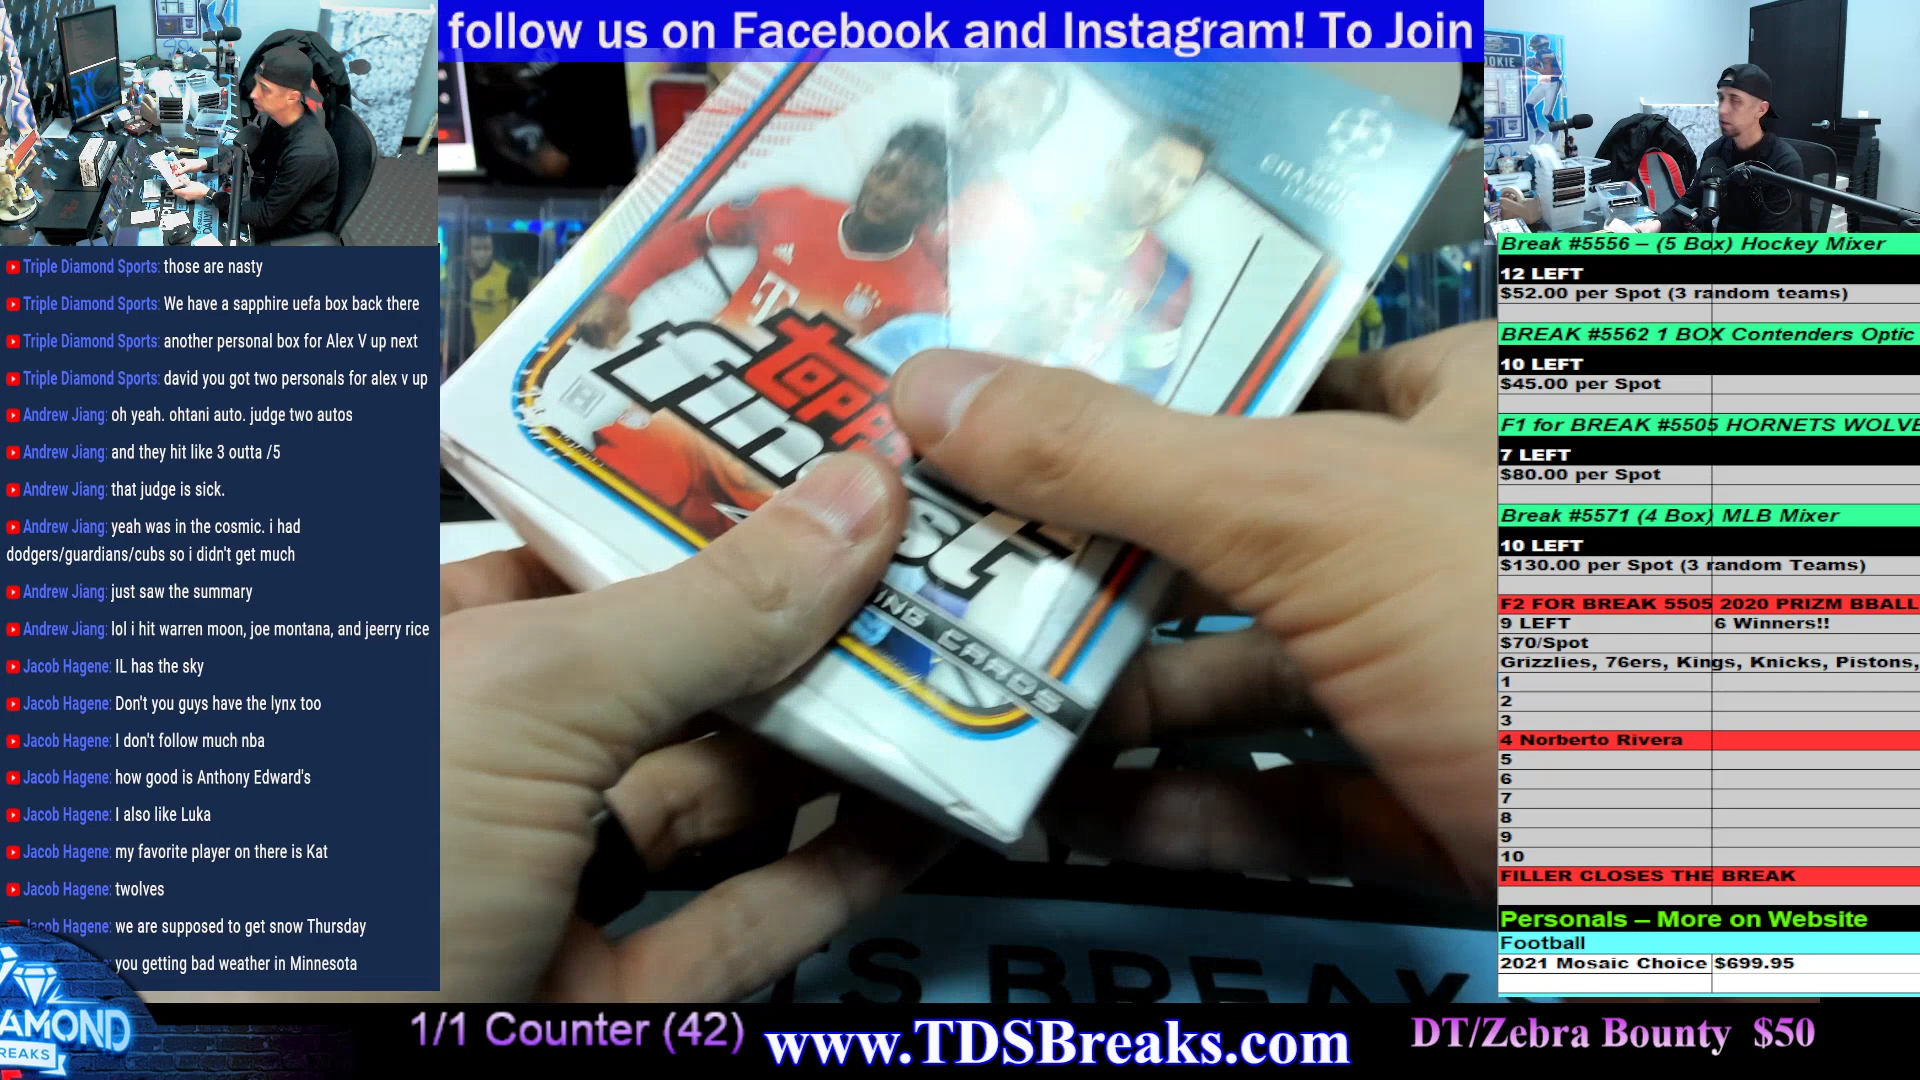 follow us on Facebook and Instagram! To Join
Triple Diamond Sports: those are nasty
Triple Diamond Sports: We have a sapphire uefa box back there
Triple Diamond Sports: another personal box for Alex V up next
Triple Diamond Sports: david you got two personals for alex v up
Andrew Jiang: oh yeah. ohtani auto. judge two autos
Andrew Jiang: and they hit like 3 outta /5
Andrew Jiang: that judge is sick.
Andrew Jiang: yeah was in the cosmic. i had
dodgers/guardians/cubs so i didn't get much
Andrew Jiang: just saw the summary
Andrew Jiang: lol i hit warren moon, joe montana, and jeerry rice
Jacob Hagene: IL has the sky
Jacob Hagene: Don't you guys have the lynx too
Jacob Hagene: I don't follow much nba
Jacob Hagene: how good is Anthony Edward's
Jacob Hagene: I also like Luka
Jacob Hagene: my favorite player on there is Kat
Jacob Hagene: twolves
Jacob Hagene: we are supposed to get snow Thursday
you getting bad weather in Minnesota
AMOND
REAKS
TOPPS
finest
ING CARDS
TS BREAK
OOKIE
Break #5556 – (5 Box) Hockey Mixer
12 LEFT
$52.00 per Spot (3 random teams)
BREAK #5562 1 BOX Contenders Optic
10 LEFT
$45.00 per Spot
F1 for BREAK #5505 HORNETS WOLVE
7 LEFT
$80.00 per Spot
Break #5571 (4 Box) MLB Mixer
10 LEFT
$130.00 per Spot (3 random Teams)
F2 FOR BREAK 5505 2020 PRIZM BBALL
9 LEFT 6 Winners!!
$70/Spot
Grizzlies, 76ers, Kings, Knicks, Pistons,
1
2
3
4 Norberto Rivera
5
6
7
8
9
10
FILLER CLOSES THE BREAK
Personals – More on Website
Football
2021 Mosaic Choice $699.95
1/1 Counter (42)
www.TDSBreaks.com
DT/Zebra Bounty $50